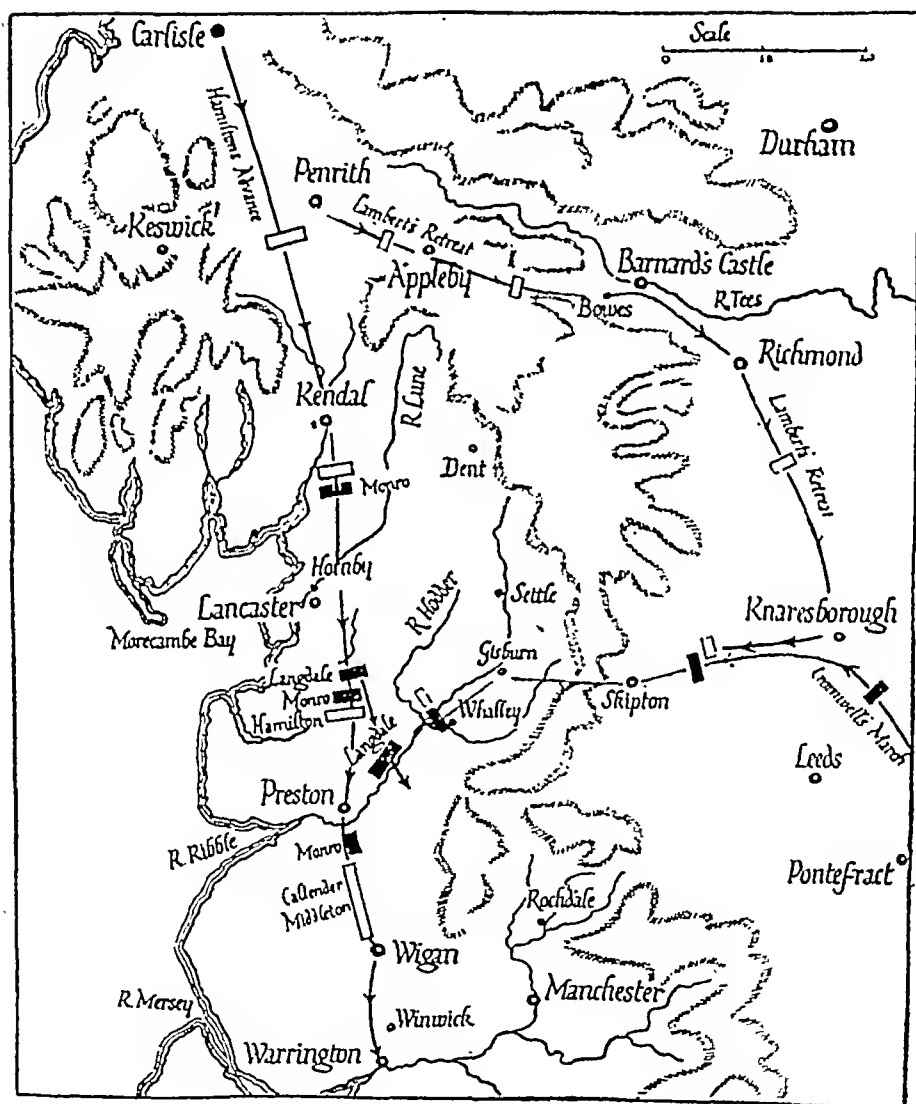 Carlisle
Scale
0
Durham
Hamilton's Advance
Penrith
Lambert's Retreat
Keswick
Appleby
Barnard's Castle
R. Tees
Bowes
Richmond
Kendal
R. Lune
Lambert's Retreat
Dent
Monro
Hornby
Lancaster
R. Hodder
Settle
Knaresborough
Morecambe Bay
Gisburn
Langdale
Monro
Whalley
Skipton
Cromwell's March
Hamilton
Langdale
Leeds
Preston
R. Ribble
Monro
Pontefract
Callender
Middleton
Rochdale
Wigan
R. Mersey
Manchester
Winwick
Warrington